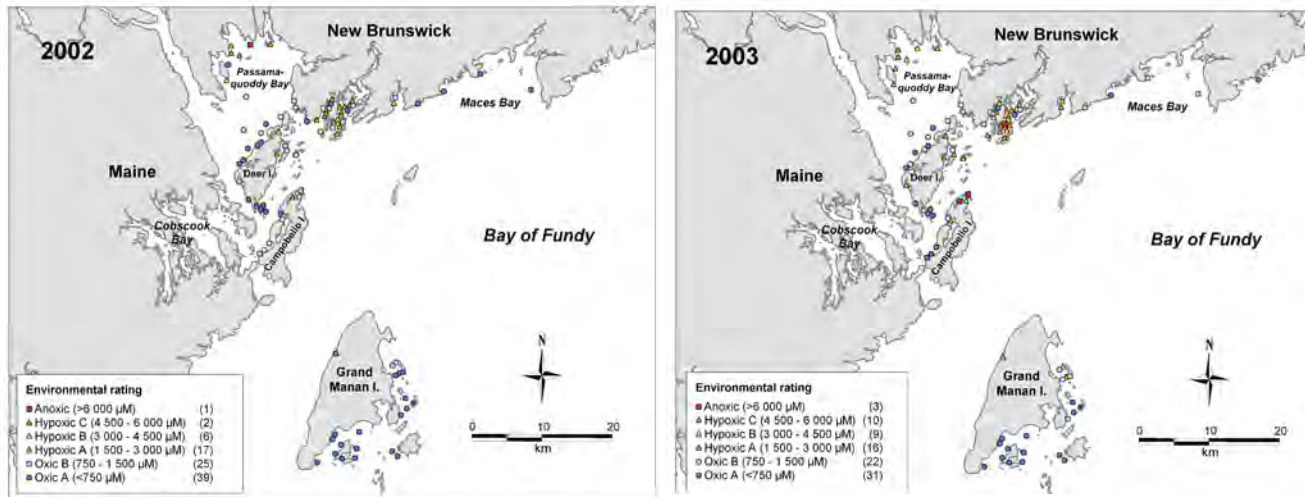 2002
New Brunswick
Passama-
quoddy Bay
Maces Bay
Maine
Deer I.
Cobscook
Bay
Campobello I.
Bay of Fundy
Grand
Manan I.
N
Environmental rating
Anoxic (>6 000 µM) (1)
Hypoxic C (4 500 - 6 000 µM) (2)
Hypoxic B (3 000 - 4 500 µM) (6)
Hypoxic A (1 500 - 3 000 µM) (17)
Oxic B (750 - 1 500 µM) (25)
Oxic A (<750 µM) (39)
0 10 20
km
2003
New Brunswick
Passama-
quoddy Bay
Maces Bay
Maine
Deer I.
Cobscook
Bay
Campobello I.
Bay of Fundy
Grand
Manan I.
N
Environmental rating
Anoxic (>6 000 µM) (3)
Hypoxic C (4 500 - 6 000 µM) (10)
Hypoxic B (3 000 - 4 500 µM) (9)
Hypoxic A (1 500 - 3 000 µM) (16)
Oxic B (750 - 1 500 µM) (22)
Oxic A (<750 µM) (31)
0 10 20
km